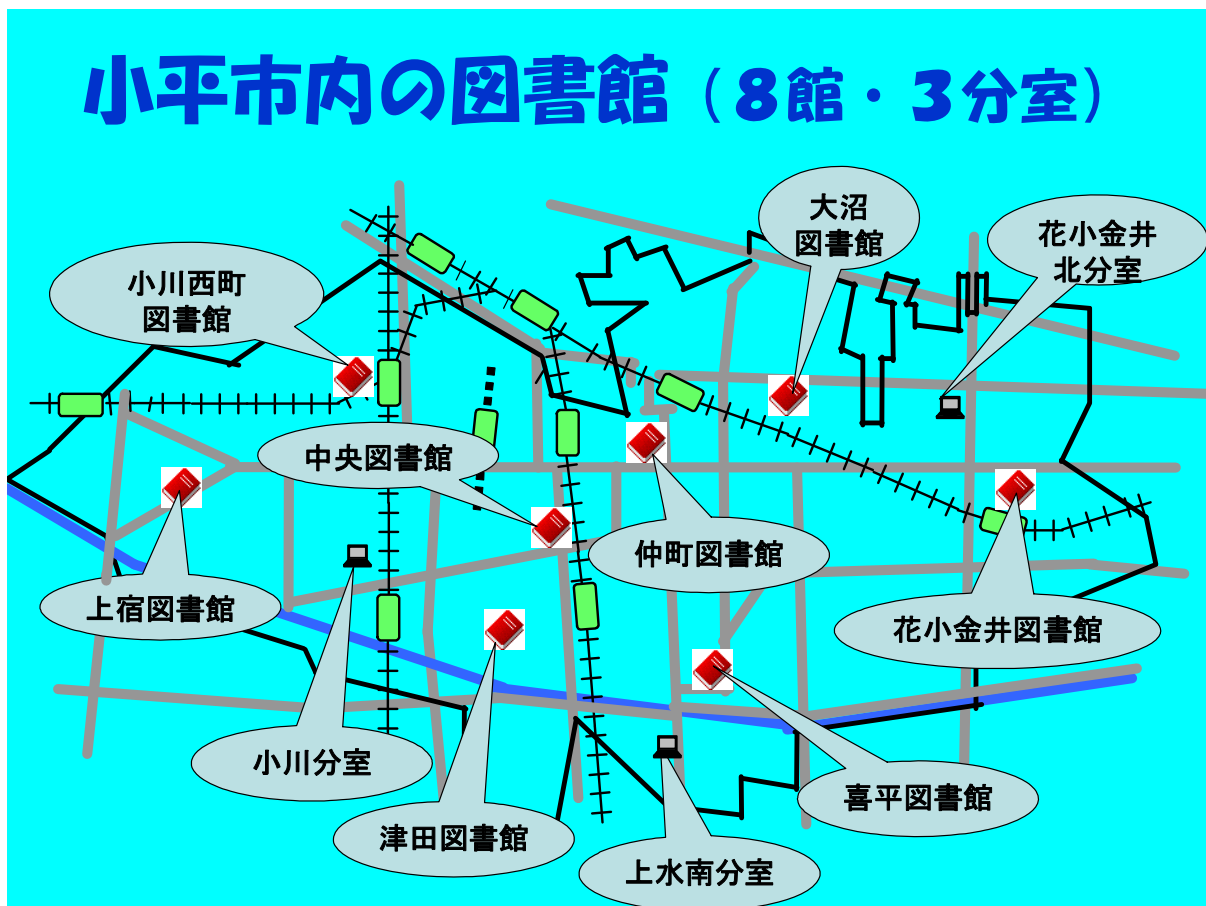 小平市内の図書館（８館・３分室）
大沼
図書館
花小金井
北分室
小川西町
図書館
中央図書館
仲町図書館
上宿図書館
花小金井図書館
小川分室
喜平図書館
津田図書館
上水南分室